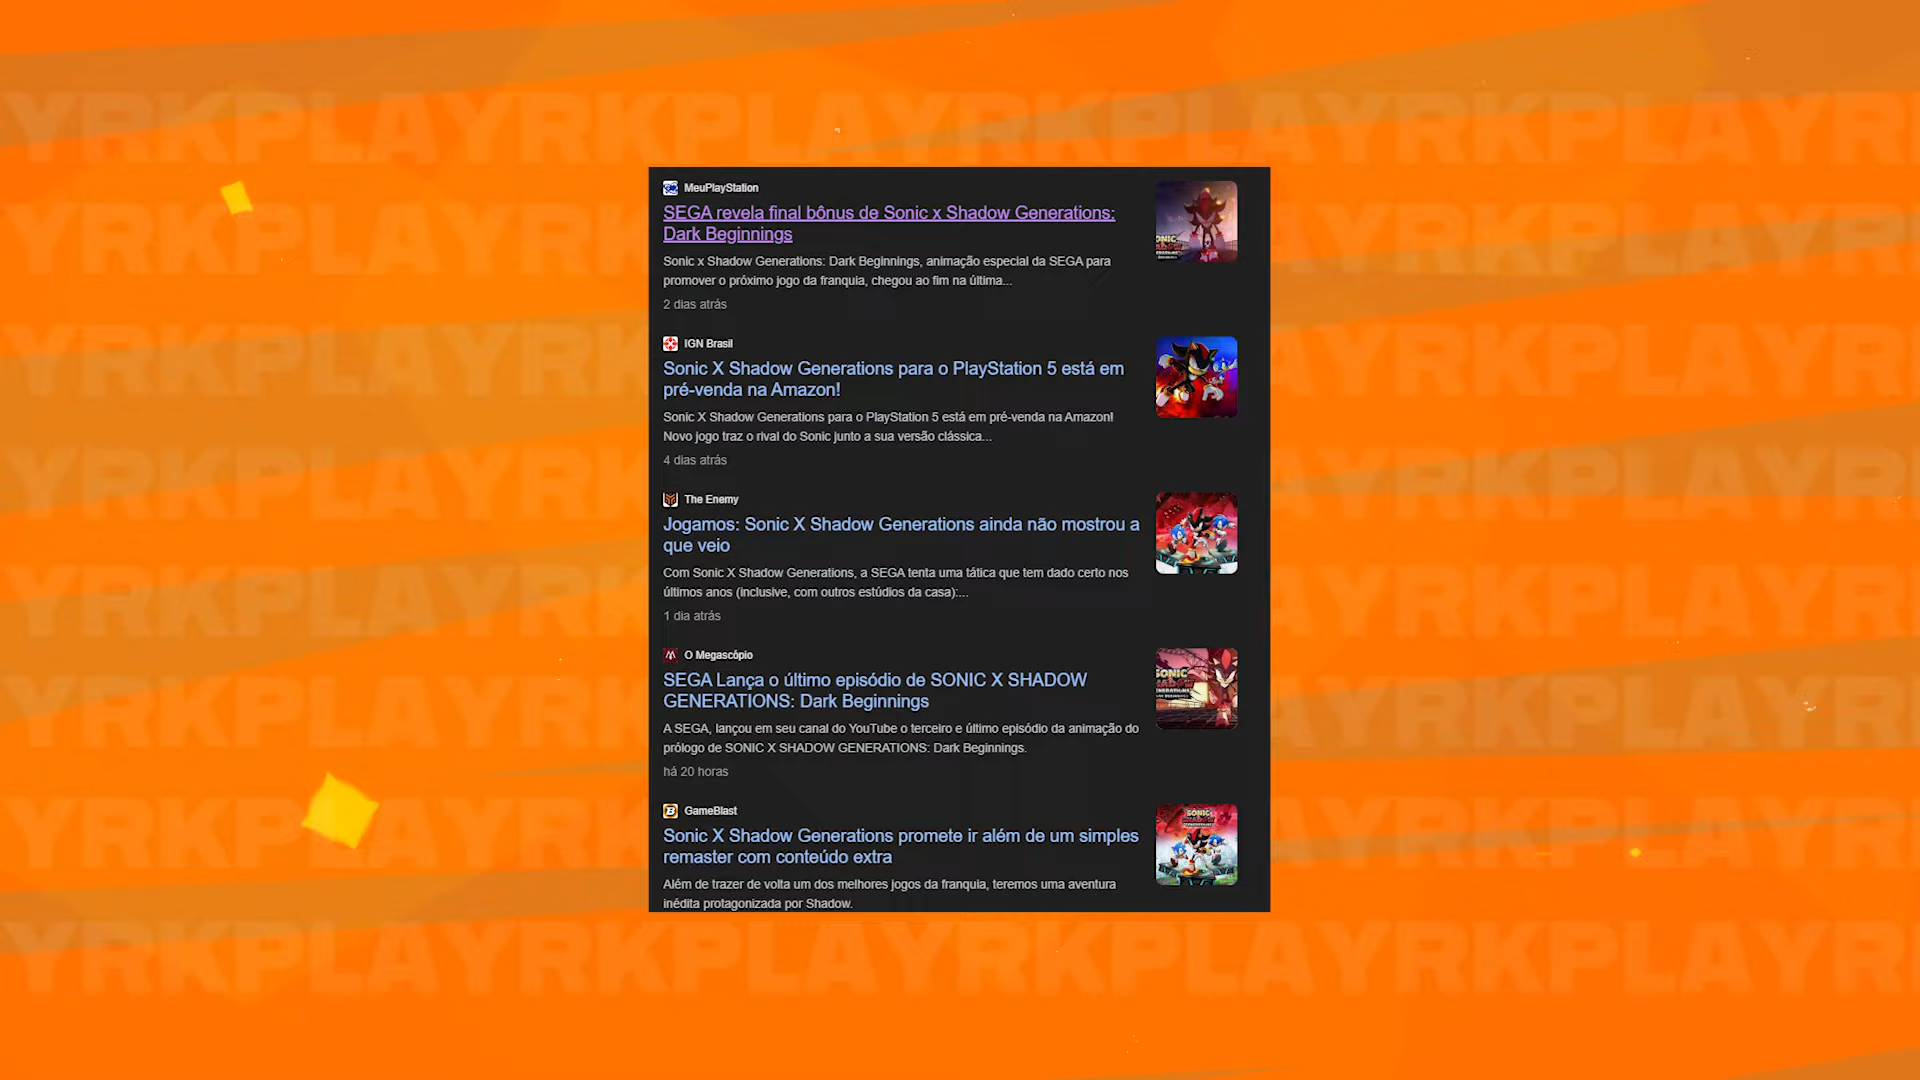 YRKPLAYRKPLAYRKPLAYRKPLAYR
MeuPlayStation
SEGA revela final bônus de Sonic x Shadow Generations:
Dark Beginnings
Sonic x Shadow Generations: Dark Beginnings, animação especial da SEGA para
promover o próximo jogo da franquia, chegou ao fim na última...
2 dias atrás
IGN Brasil
Sonic X Shadow Generations para o PlayStation 5 está em
pré-venda na Amazon!
Sonic X Shadow Generations para o PlayStation 5 está em pré-venda na Amazon!
Novo jogo traz o rival do Sonic junto a sua versão clássica...
4 dias atrás
The Enemy
Jogamos: Sonic X Shadow Generations ainda não mostrou a
que veio
Com Sonic X Shadow Generations, a SEGA tenta uma tática que tem dado certo nos
últimos anos (inclusive, com outros estúdios da casa):...
1 dia atrás
O Megascópio
SEGA Lança o último episódio de SONIC X SHADOW
GENERATIONS: Dark Beginnings
A SEGA, lançou em seu canal do YouTube o terceiro e último episódio da animação do
prólogo de SONIC X SHADOW GENERATIONS: Dark Beginnings.
há 20 horas
GameBlast
Sonic X Shadow Generations promete ir além de um simples
remaster com conteúdo extra
Além de trazer de volta um dos melhores jogos da franquia, teremos uma aventura
inédita protagonizada por Shadow.
YRKPLAYRKPLAYRKPLAYRKPLAYR